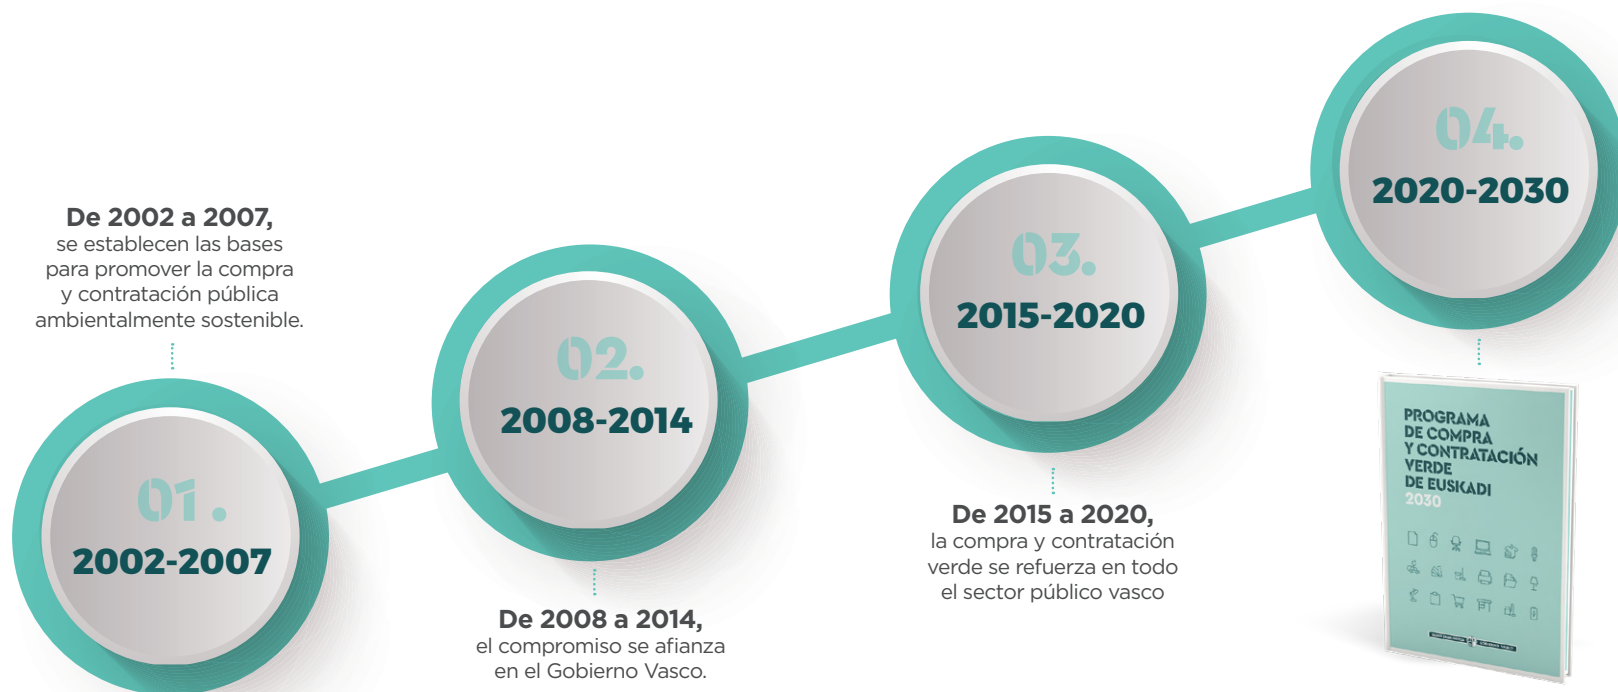 De 2002 a 2007,
se establecen las bases
para promover la compra
y contratación pública
ambientalmente sostenible.
01.
2002-2007
02.
2008-2014
De 2008 a 2014,
el compromiso se afianza
en el Gobierno Vasco.
03.
2015-2020
De 2015 a 2020,
la compra y contratación
verde se refuerza en todo
el sector público vasco
04.
2020-2030
PROGRAMA
DE COMPRA
Y CONTRATACIÓN
VERDE
DE EUSKADI
2030